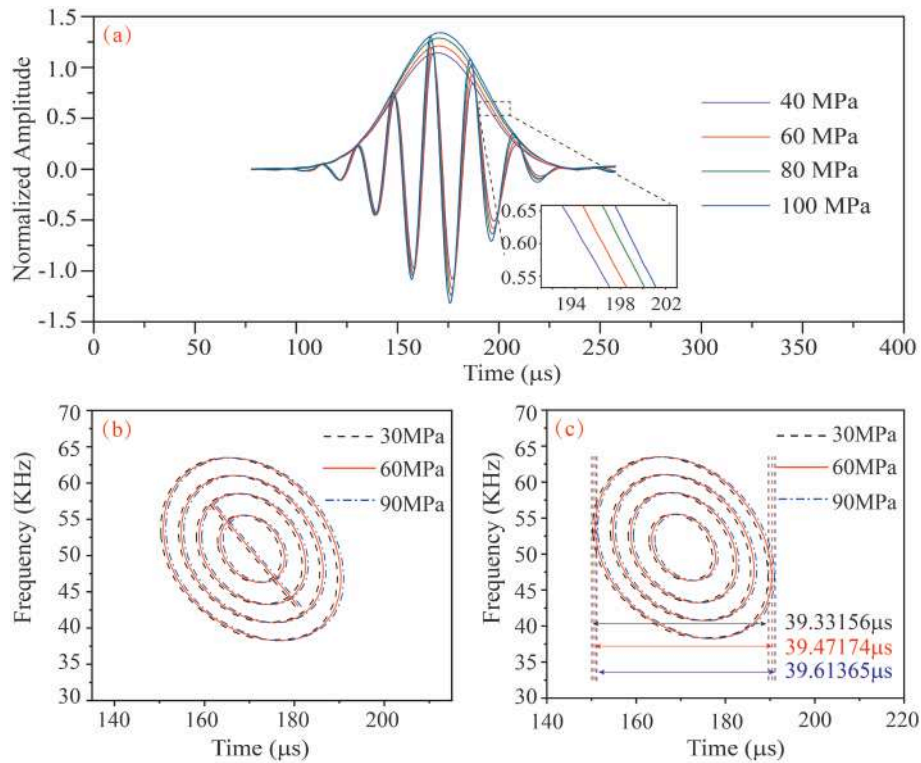 (a)
1.5
1.0
0.5
0.0
-0.5
-1.0
-1.5
Normalized Amplitude
40 MPa
60 MPa
80 MPa
100 MPa
0.65
0.60
0.55
194 198 202
0 50 100 150 200 250 300 350 400
Time (μs)
(b)
70
65
60
55
50
45
40
35
30
Frequency (KHz)
30MPa
60MPa
90MPa
140 160 180 200
Time (μs)
(c)
70
65
60
55
50
45
40
35
30
Frequency (KHz)
30MPa
60MPa
90MPa
39.33156μs
39.47174μs
39.61365μs
140 160 180 200 220
Time (μs)